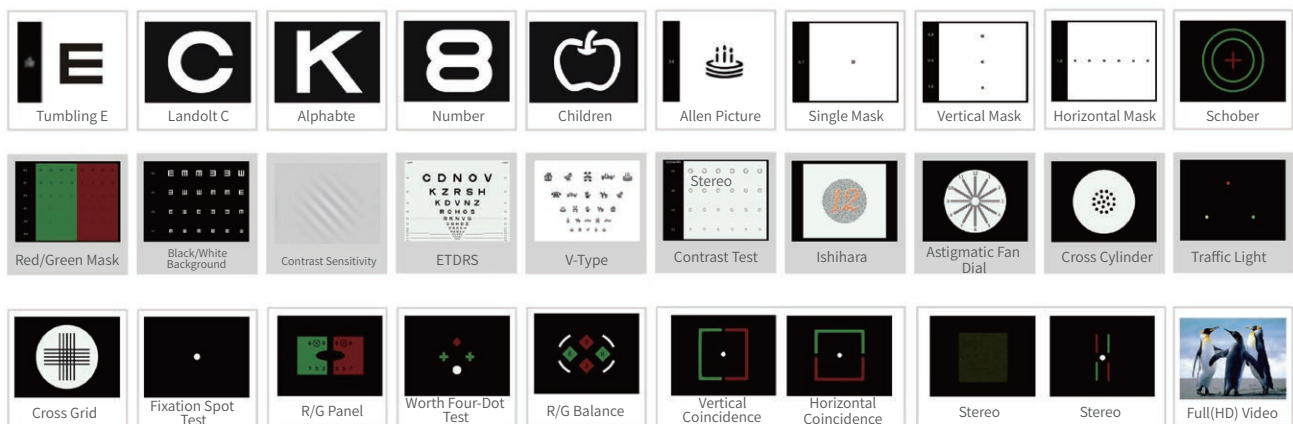 E
C
K
8
Tumbling E
Landolt C
Alphabte
Number
Children
Allen Picture
Single Mask
Vertical Mask
Horizontal Mask
Schober
C D N O V
K Z R S H
K D V N Z
R C H O S
R K N V S
Stereo
12
Red/Green Mask
Black/White
Background
Contrast Sensitivity
ETDRS
V-Type
Contrast Test
Ishihara
Astigmatic Fan
Dial
Cross Cylinder
Traffic Light
Cross Grid
Fixation Spot
Test
R/G Panel
Worth Four-Dot
Test
R/G Balance
Vertical
Coincidence
Horizontal
Coincidence
Stereo
Stereo
Full(HD) Video